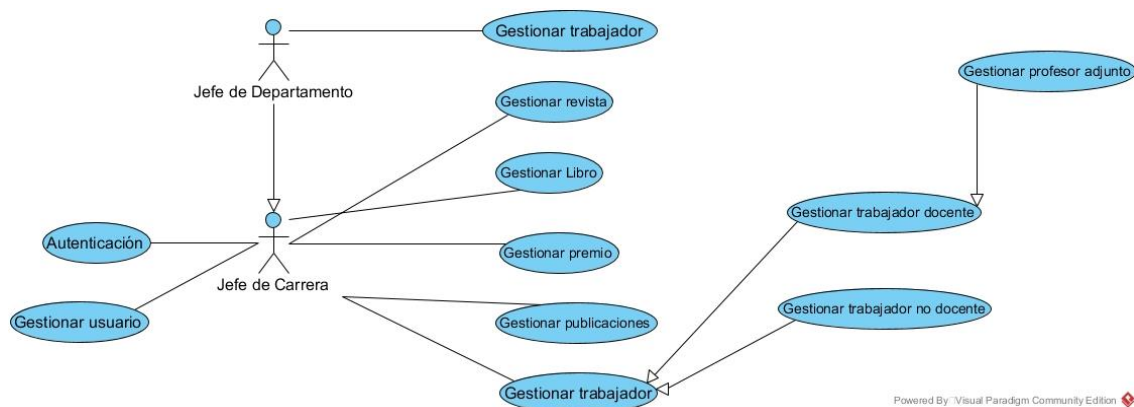 Gestionar trabajador
Jefe de Departamento
Gestionar profesor adjunto
Gestionar revista
Gestionar Libro
Gestionar trabajador docente
Autenticación
Gestionar premio
Jefe de Carrera
Gestionar usuario
Gestionar publicaciones
Gestionar trabajador no docente
Gestionar trabajador
Powered By Visual Paradigm Community Edition